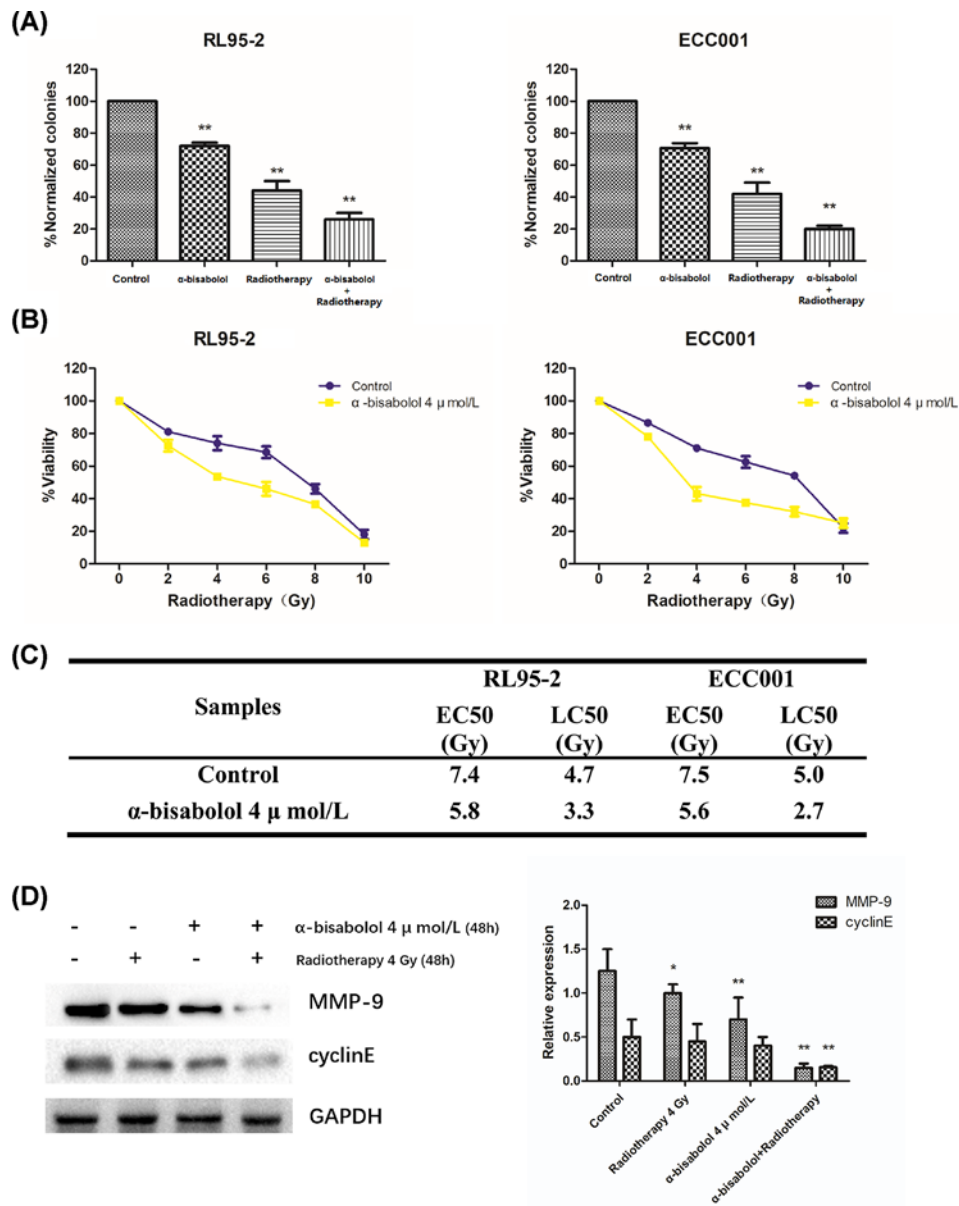 (A)
RL95-2
120
100
80
60
40
20
0
%Normalized colonies
**
**
**
Control
α-bisabolol
Radiotherapy
α-bisabolol
+
Radiotherapy
ECC001
120
100
80
60
40
20
0
%Normalized colonies
**
**
**
Control
α-bisabolol
Radiotherapy
α-bisabolol
+
Radiotherapy
(B)
RL95-2
120
100
80
60
40
20
0
%Viability
Control
α -bisabolol 4 μ mol/L
0 2 4 6 8 10
Radiotherapy（Gy）
ECC001
120
100
80
60
40
20
0
%Viability
Control
α -bisabolol 4 μ mol/L
0 2 4 6 8 10
Radiotherapy （Gy）
(C)
Samples RL95-2 ECC001
EC50 LC50 EC50 LC50
(Gy) (Gy) (Gy) (Gy)
Control 7.4 4.7 7.5 5.0
α-bisabolol 4 μ mol/L 5.8 3.3 5.6 2.7
(D)
- - + + α-bisabolol 4 μ mol/L (48h)
- + - + Radiotherapy 4 Gy (48h)
MMP-9
cyclinE
GAPDH
MMP-9
cyclinE
2.0
1.5
1.0
0.5
0.0
Relative expression
*
**
** **
Control
Radiotherapy 4 Gy
α-bisabolol 4 μ mol/L
α-bisabolol+Radiotherapy